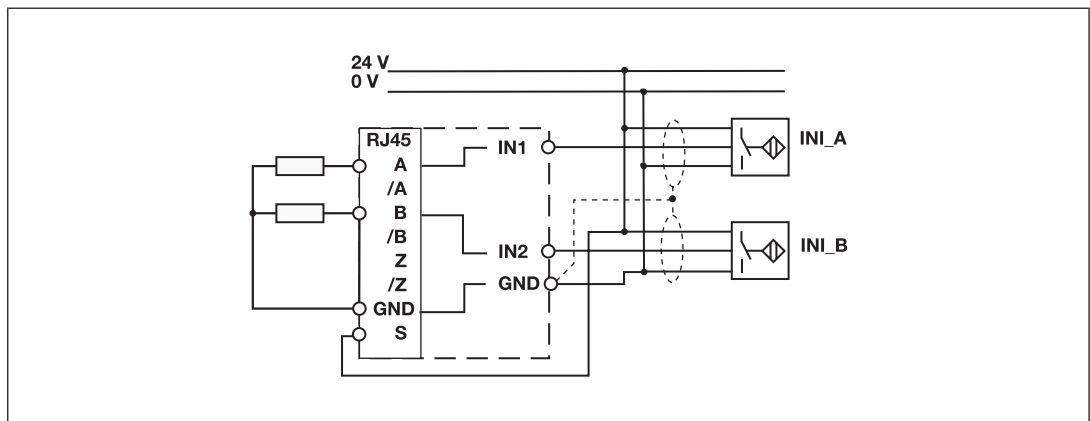 24 V
0 V
RJ45
A
/A
B
/B
Z
/Z
GND
S
IN1
IN2
GND
INI_A
INI_B